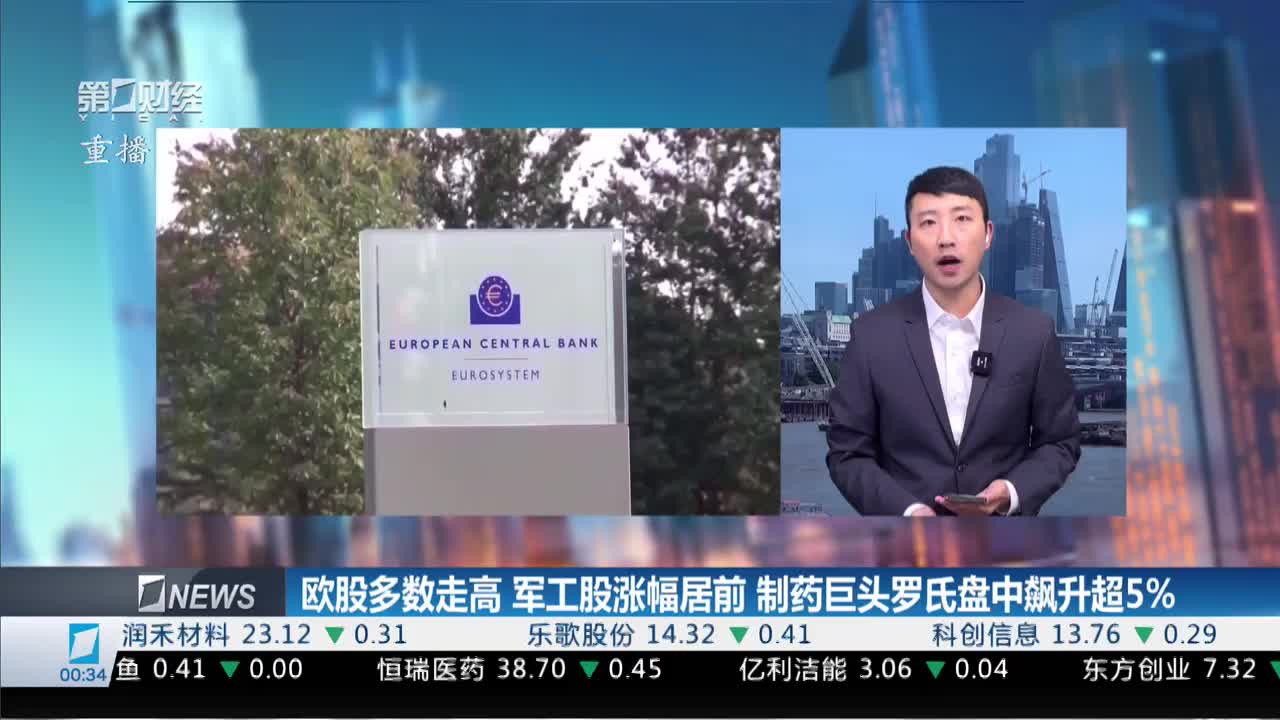 第一财经
YICAI
重播
EUROPEAN CENTRAL BANK
EUROSYSTEM
NEWS
欧股多数走高 军工股涨幅居前 制药巨头罗氏盘中飙升超5%
润禾材料 23.12 ▼ 0.31 乐歌股份 14.32 ▼ 0.41 科创信息 13.76 ▼ 0.29
00:34
鱼 0.41 ▼ 0.00 恒瑞医药 38.70 ▼ 0.45 亿利洁能 3.06 ▼ 0.04 东方创业 7.32 ▼